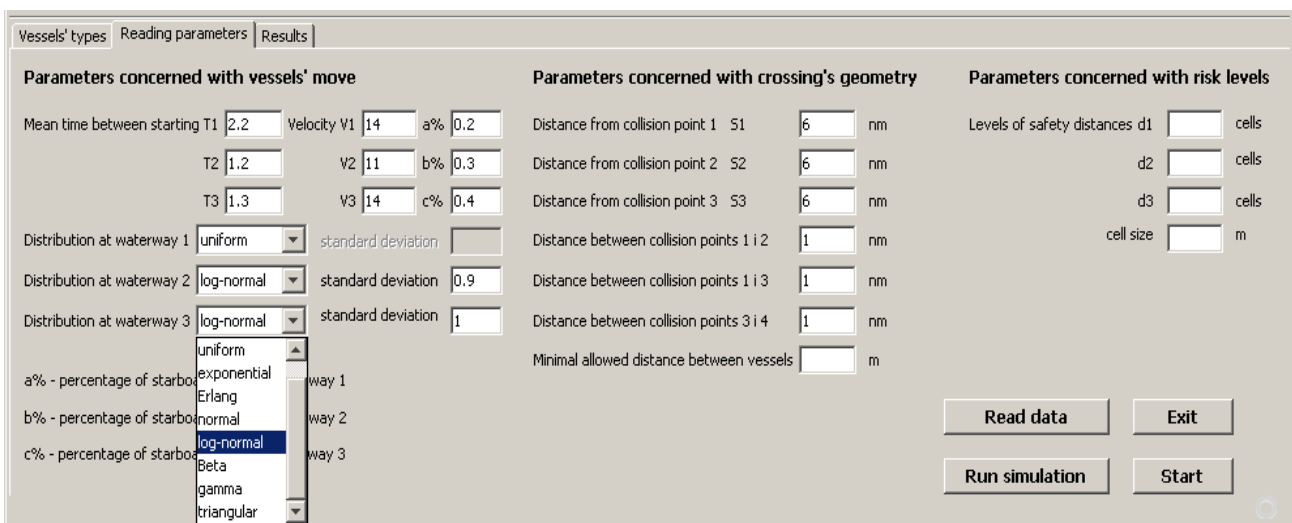 Vessels' types Reading parameters Results
Parameters concerned with vessels' move Parameters concerned with crossing's geometry Parameters concerned with risk levels
Mean time between starting T1 2.2 Velocity V1 14 a% 0.2 Distance from collision point 1 S1 6 nm Levels of safety distances d1 cells
T2 1.2 V2 11 b% 0.3 Distance from collision point 2 S2 6 nm d2 cells
T3 1.3 V3 14 c% 0.4 Distance from collision point 3 S3 6 nm d3 cells
Distribution at waterway 1 uniform standard deviation Distance between collision points 1 i 2 1 nm cell size m
Distribution at waterway 2 log-normal standard deviation 0.9 Distance between collision points 1 i 3 1 nm
Distribution at waterway 3 log-normal standard deviation 1 Distance between collision points 3 i 4 1 nm
uniform
Minimal allowed distance between vessels m
exponential
a% - percentage of starboa way 1
Erlang
b% - percentage of starboa normal way 2
Read data Exit
log-normal
c% - percentage of starboa way 3
Beta
Run simulation Start
gamma
triangular